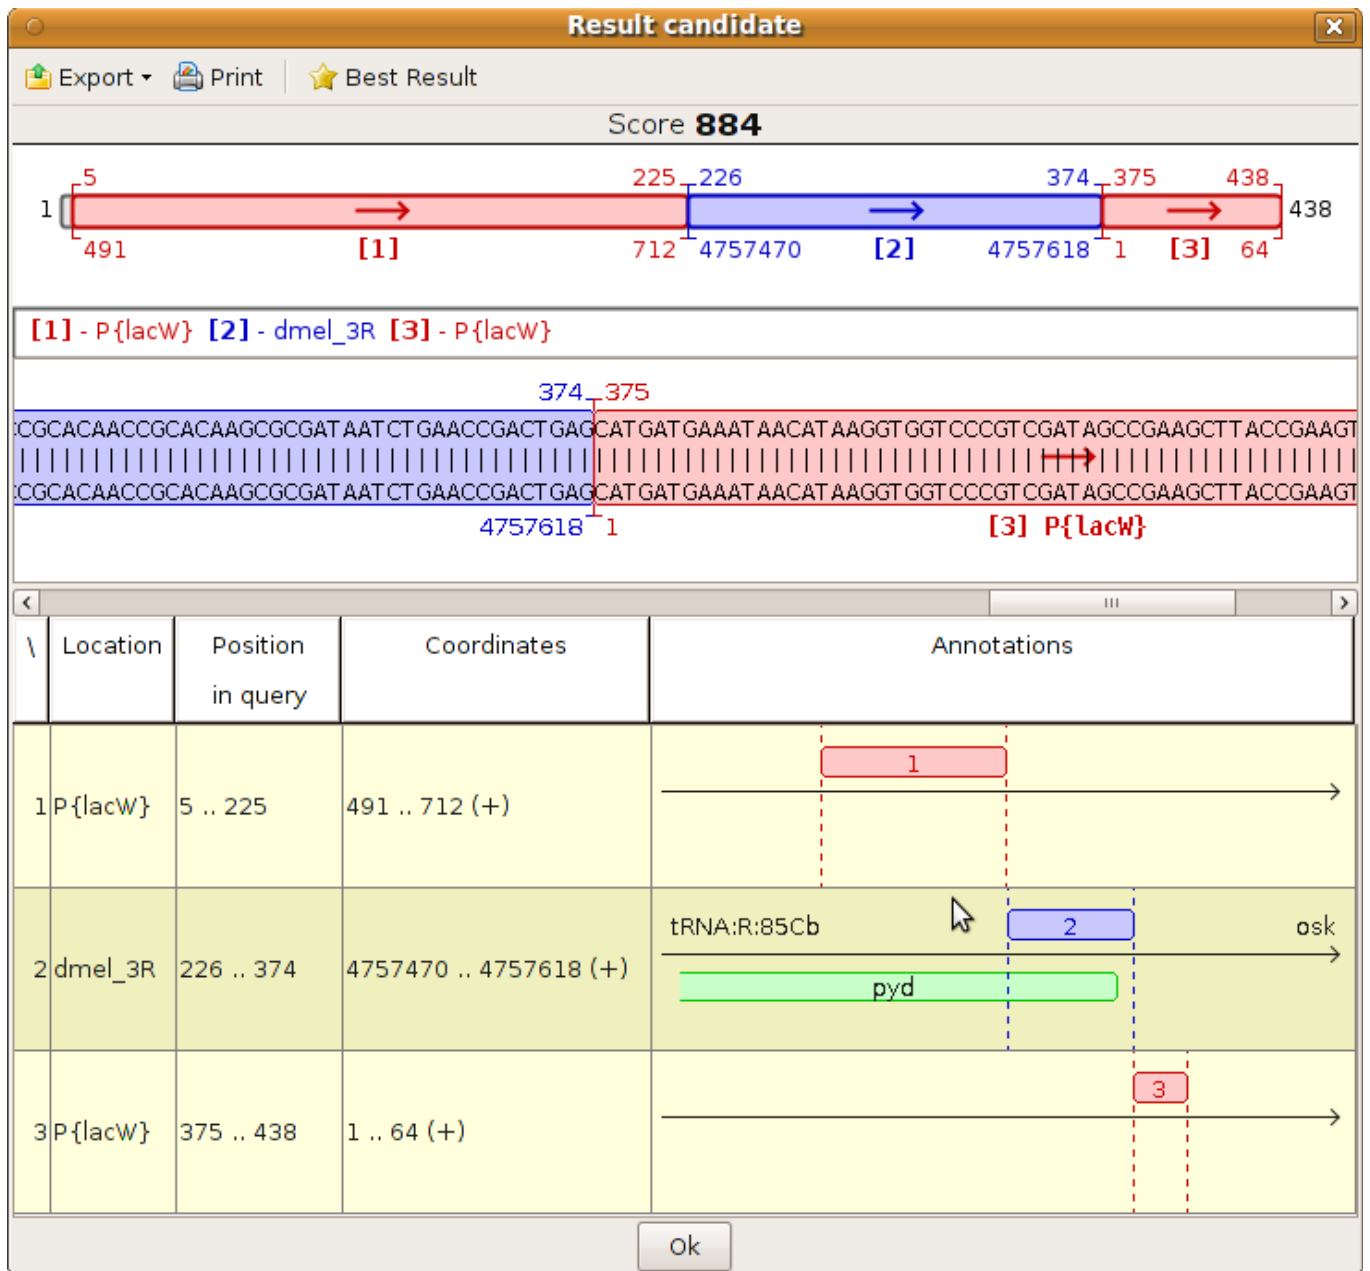 Result candidate
Export Print Best Result
Score 884
5 225 226 374 375 438
1 438
491 [1] 712 4757470 [2] 4757618 1 [3] 64
[1] - P{lacW} [2] - dmel_3R [3] - P{lacW}
374 375
CGCACAACCGCACAAGCGCGATAATCTGAACCGACTGAGCATGATGAAATAACATAAGGTGGTCCCGTCGATAGCCGAAGCTTACCGAAGT
CGCACAACCGCACAAGCGCGATAATCTGAACCGACTGAGCATGATGAAATAACATAAGGTGGTCCCGTCGATAGCCGAAGCTTACCGAAGT
4757618 1 [3] P{lacW}
\ Location Position in query Coordinates Annotations
1 P{lacW} 5 .. 225 491 .. 712 (+) 1
2 dmel_3R 226 .. 374 4757470 .. 4757618 (+) tRNA:R:85Cb 2 osk
pyd
3 P{lacW} 375 .. 438 1 .. 64 (+) 3
Ok